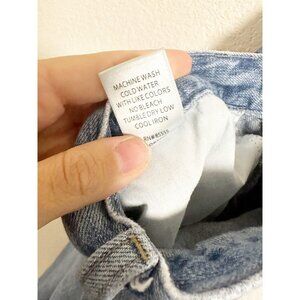 MACHINE WASH
COLD WATER
WITH LIKE COLORS
NO BLEACH
TUMBLE DRY LOW
COOL IRON